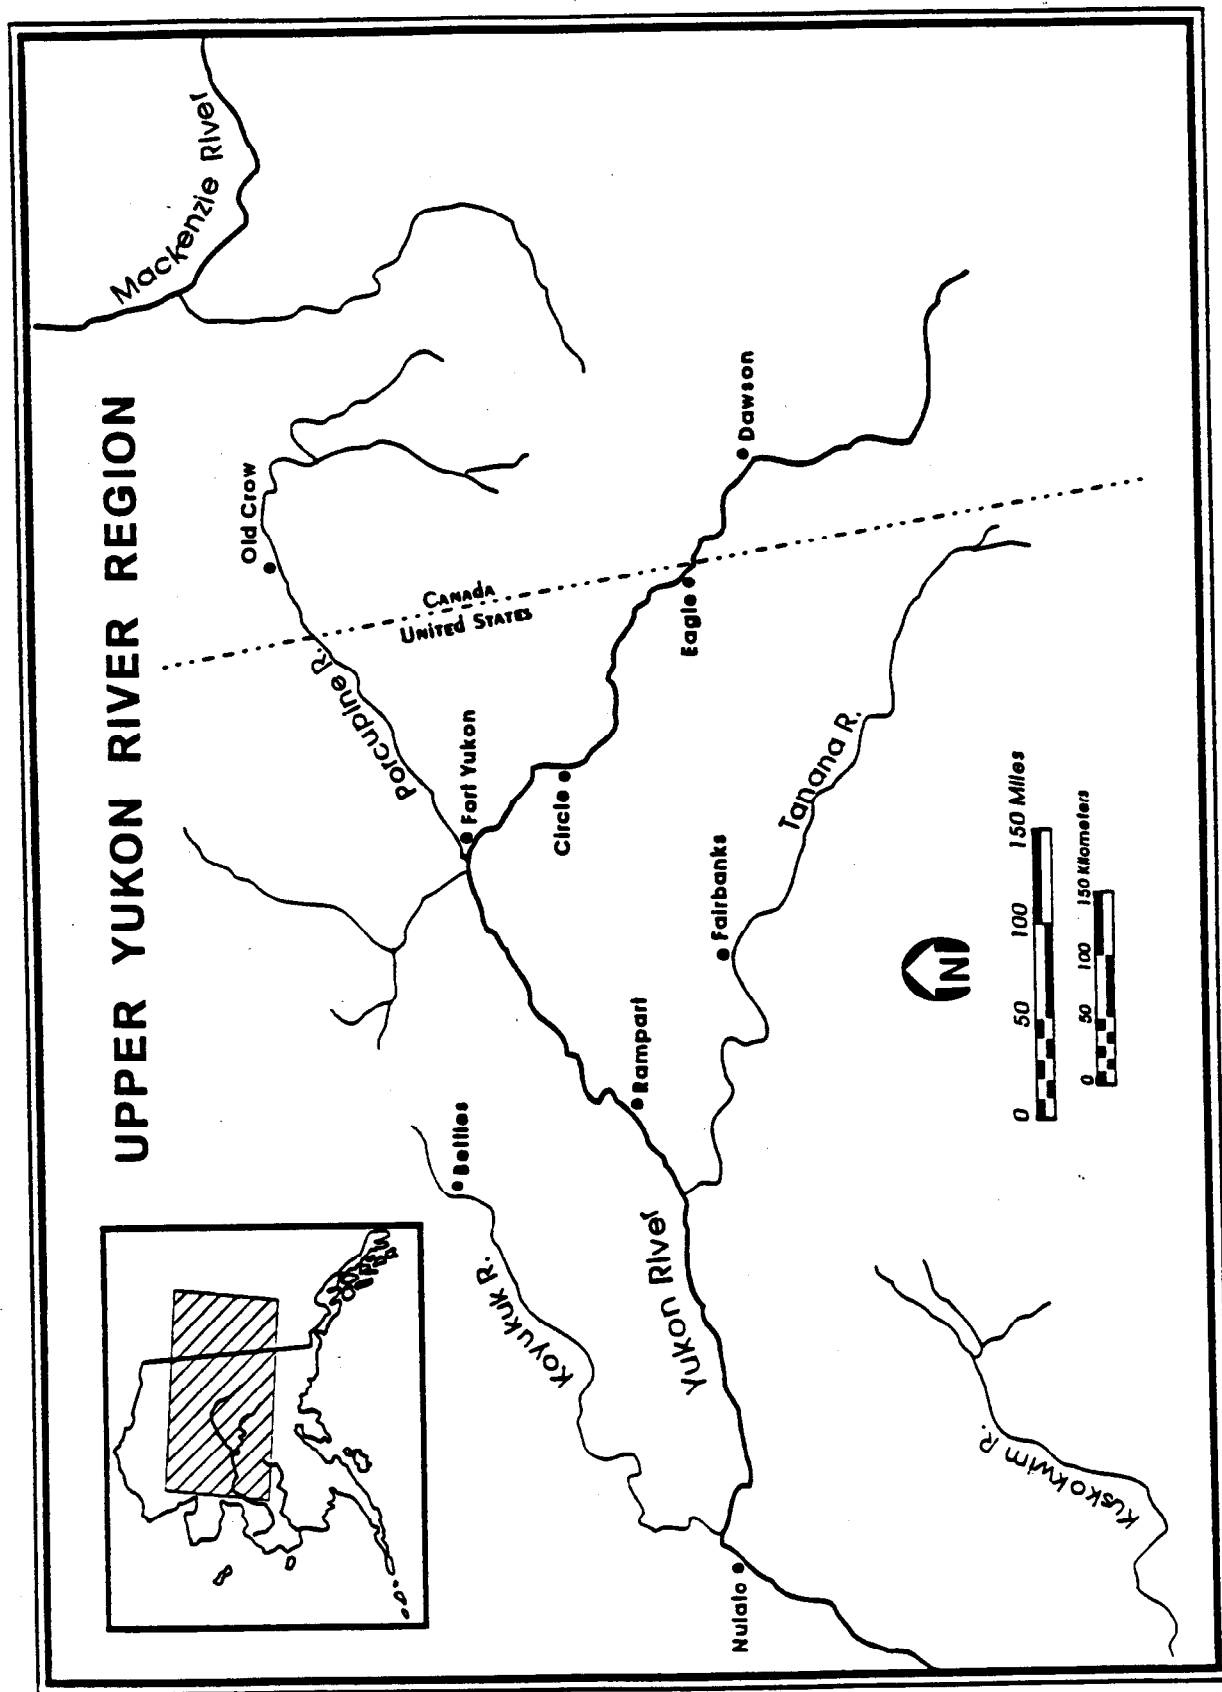 UPPER YUKON RIVER REGION
Mackenzie River
Old Crow
Porcupine R.
CANADA
UNITED STATES
Fort Yukon
Circle
Eagle
Dawson
Bettles
Koyukuk R.
Rampart
Fairbanks
Tanana R.
Yukon River
Nulato
Kuskokwim R.
N
0 50 100 150 Miles
0 50 100 150 Kilometers